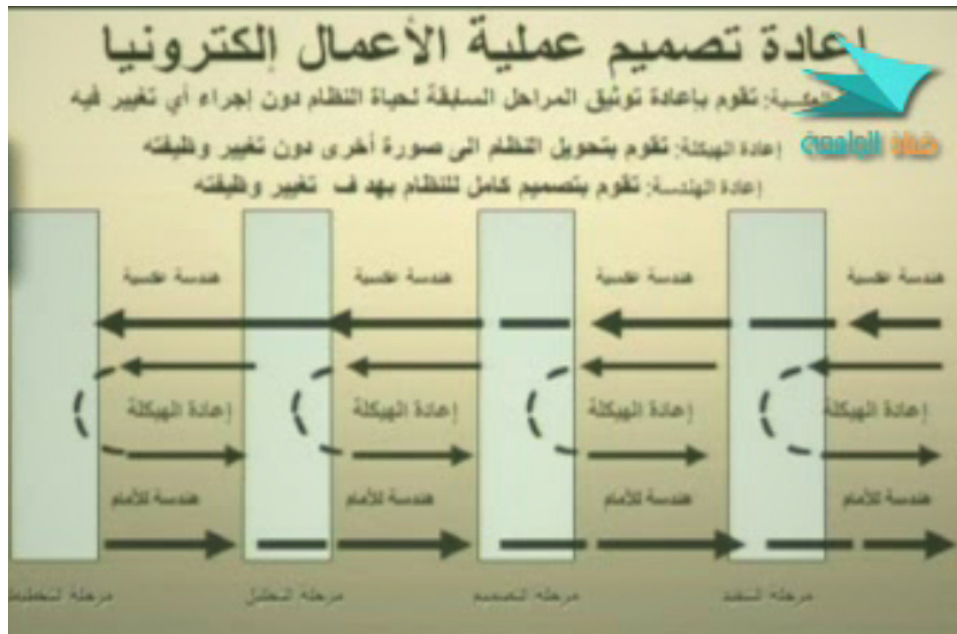 إعادة تصميم عملية الأعمال إلكترونيا
العكسية: تقوم بإعادة توثيق المراحل السابقة لحياة النظام دون إجراء أي تغيير فيه
إعادة الهيكلة: تقوم بتحويل النظام الى صورة أخرى دون تغيير وظيفته
إعادة الهندسة: تقوم بتصميم كامل للنظام بهدف تغيير وظيفته
هندسة عكسية هندسة عكسية هندسة عكسية هندسة عكسية
إعادة الهيكلة إعادة الهيكلة إعادة الهيكلة إعادة الهيكلة
هندسة للأمام هندسة للأمام هندسة للأمام هندسة للأمام
مرحلة التنفيذ مرحلة التصميم مرحلة التحليل مرحلة التخطيط